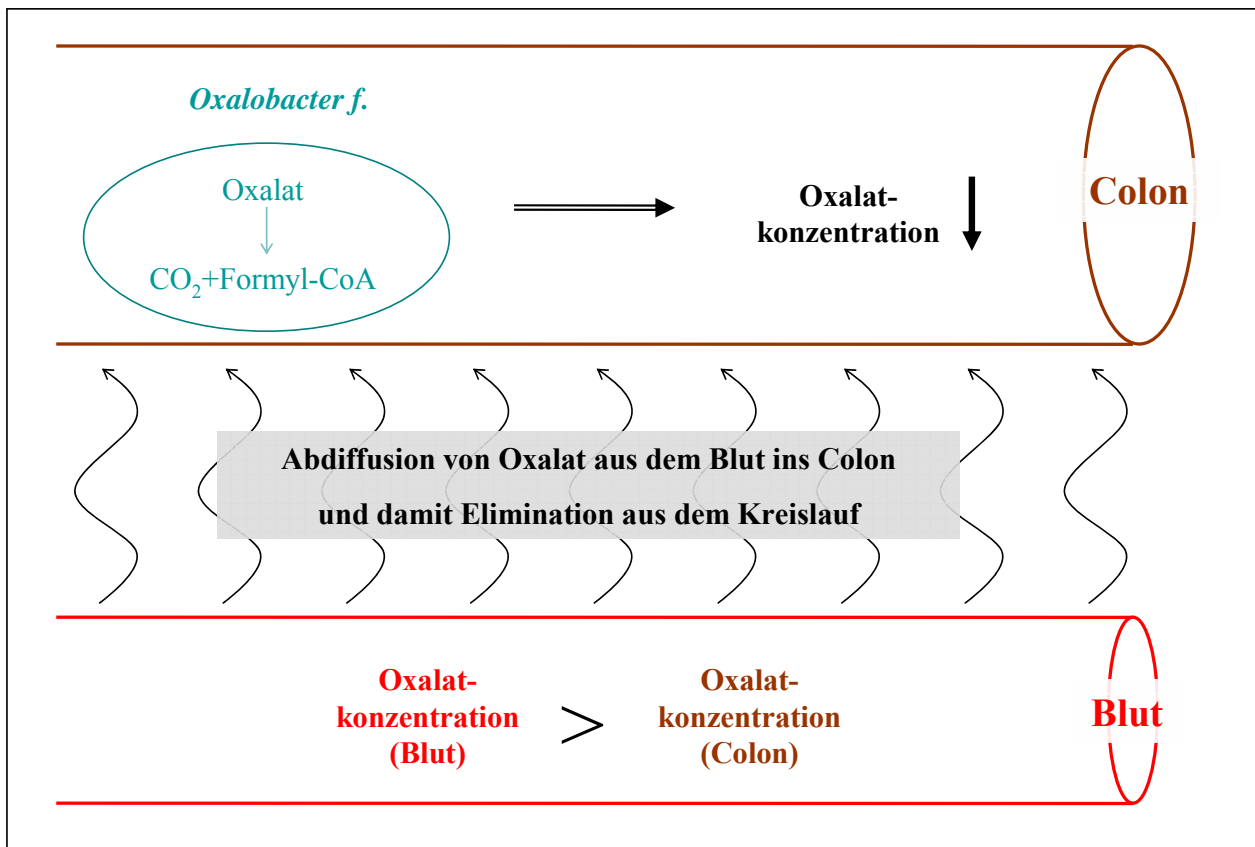 Oxalobacter f.
Oxalat
CO₂+Formyl-CoA
Oxalat-
konzentration
Colon
Abdiffusion von Oxalat aus dem Blut ins Colon
und damit Elimination aus dem Kreislauf
Oxalat-
konzentration
(Blut)
>
Oxalat-
konzentration
(Colon)
Blut